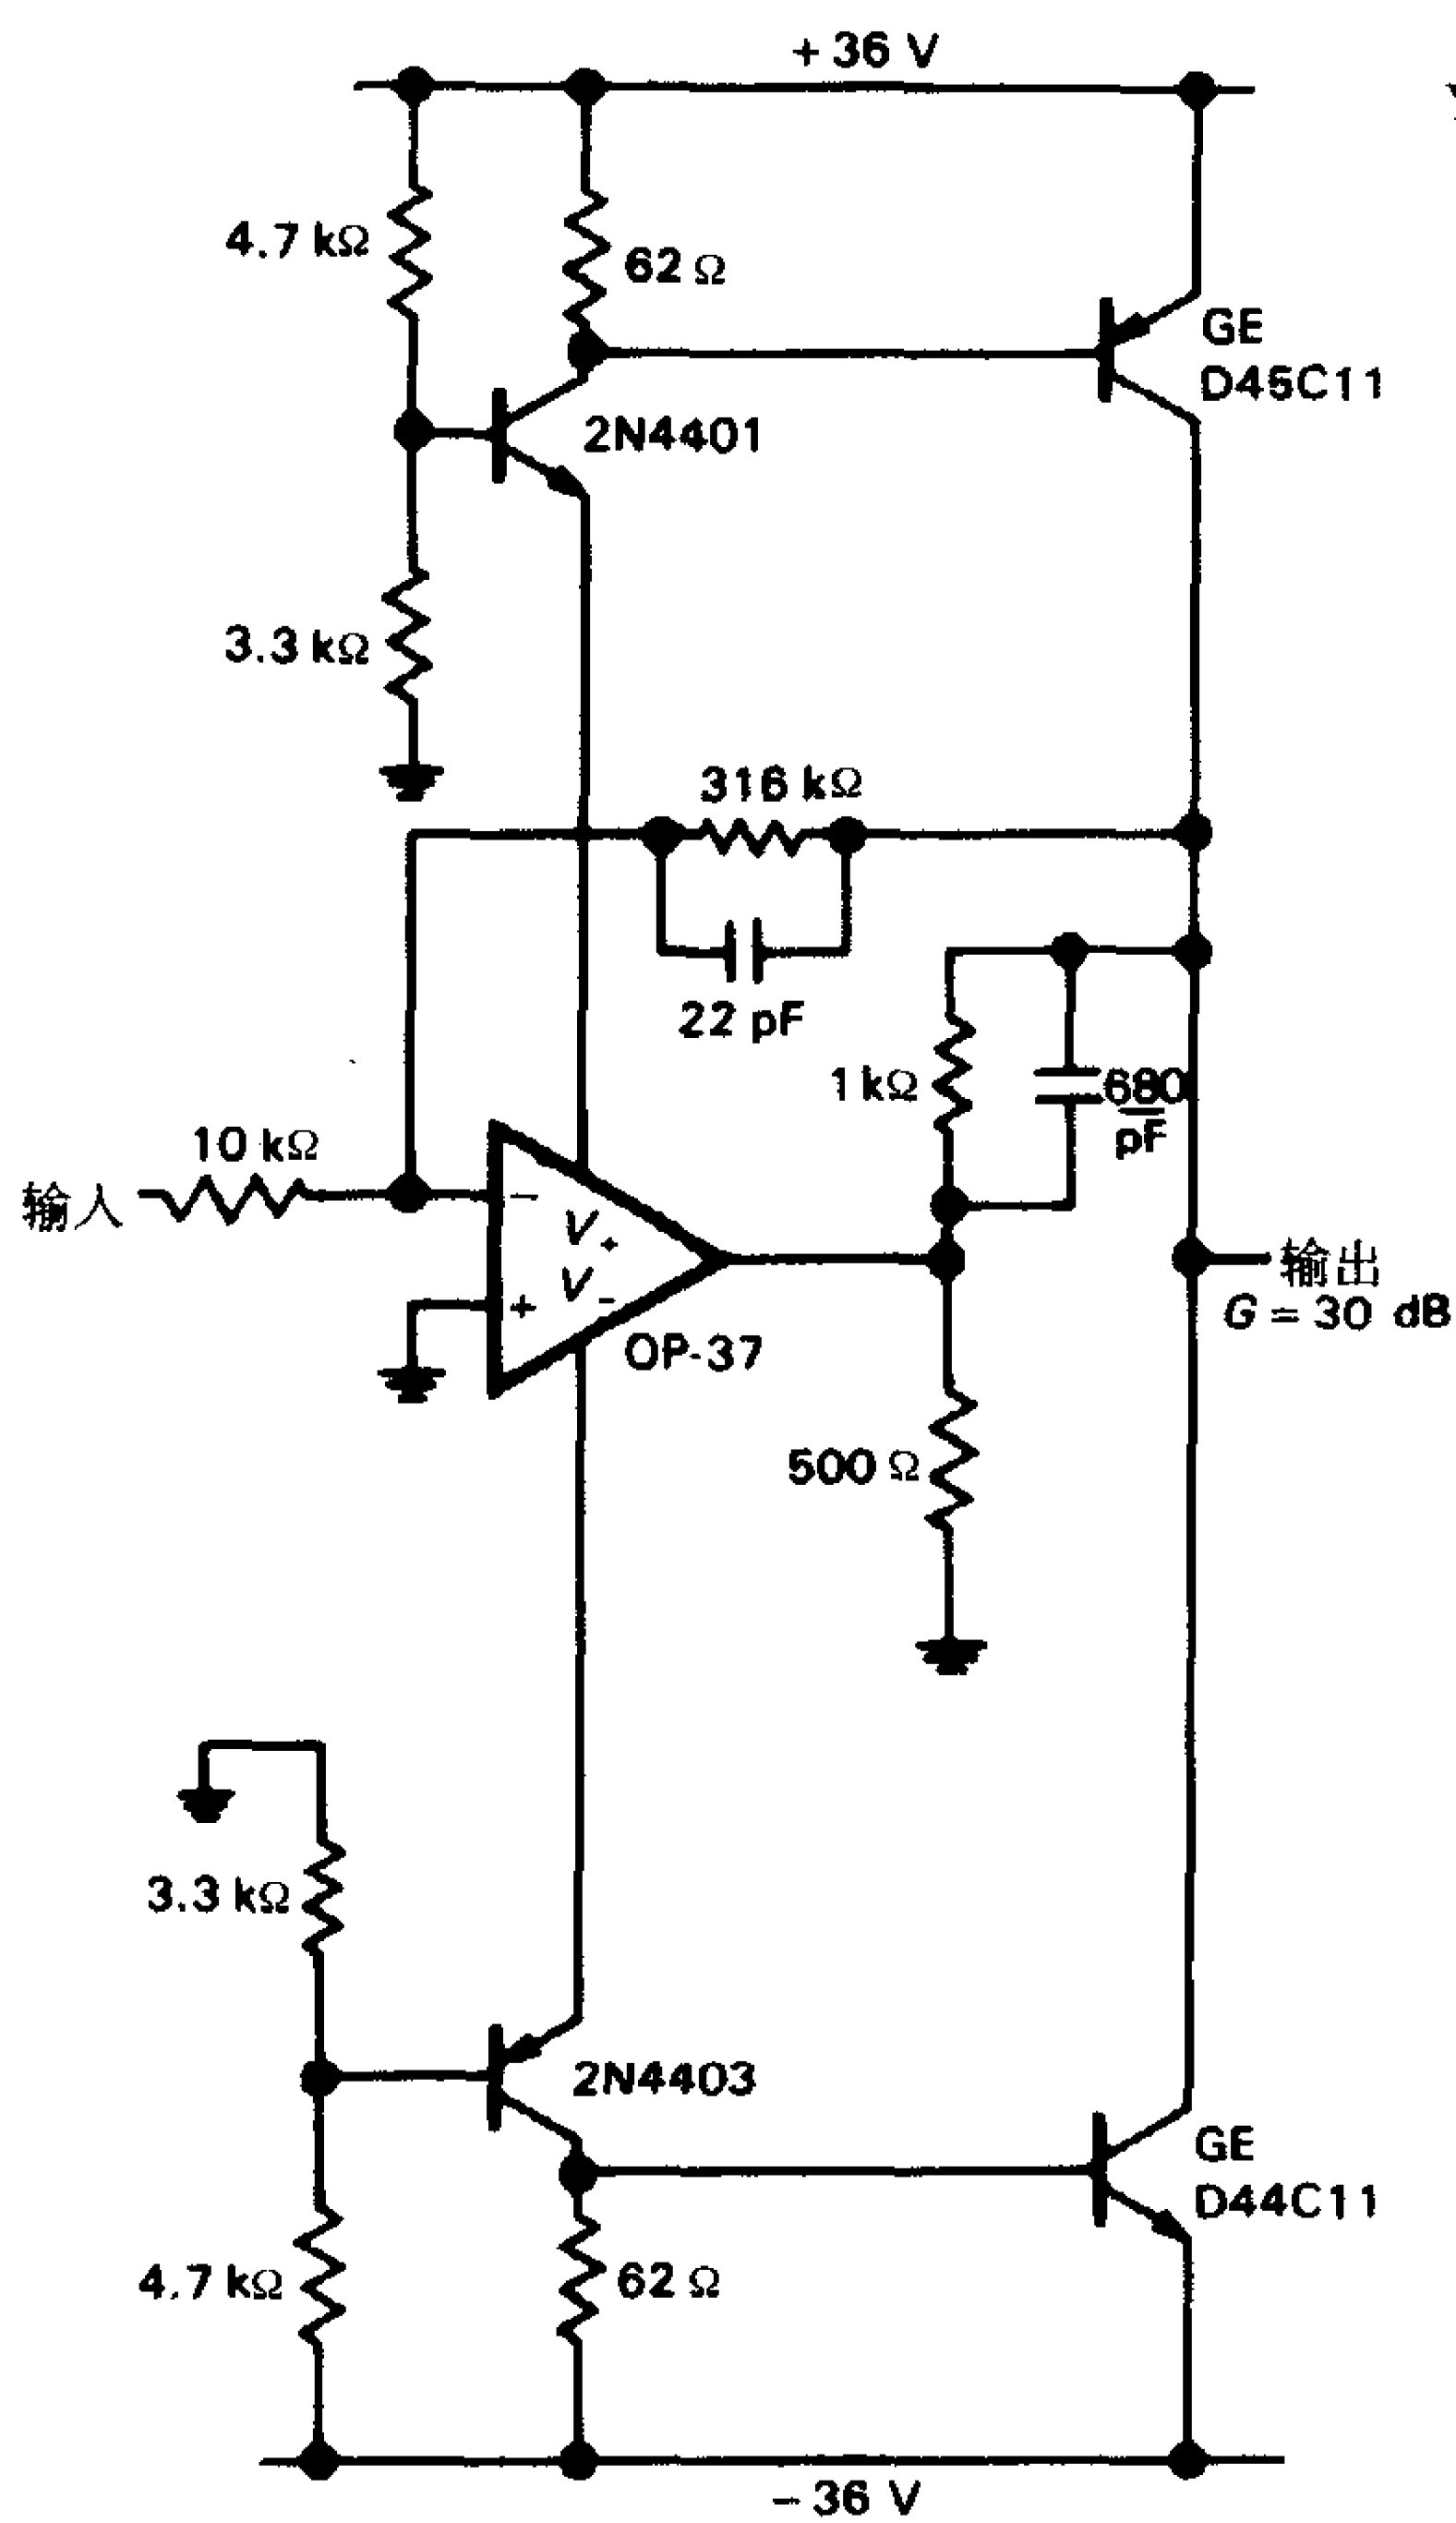 +36 V
4.7 kΩ
62 Ω
GE
D45C11
2N4401
3.3 kΩ
316 kΩ
22 pF
1 kΩ
680
pF
10 kΩ
输入
−
V+
V−
+
OP-37
输出
G = 30 dB
500 Ω
3.3 kΩ
2N4403
GE
D44C11
4.7 kΩ
62 Ω
−36 V